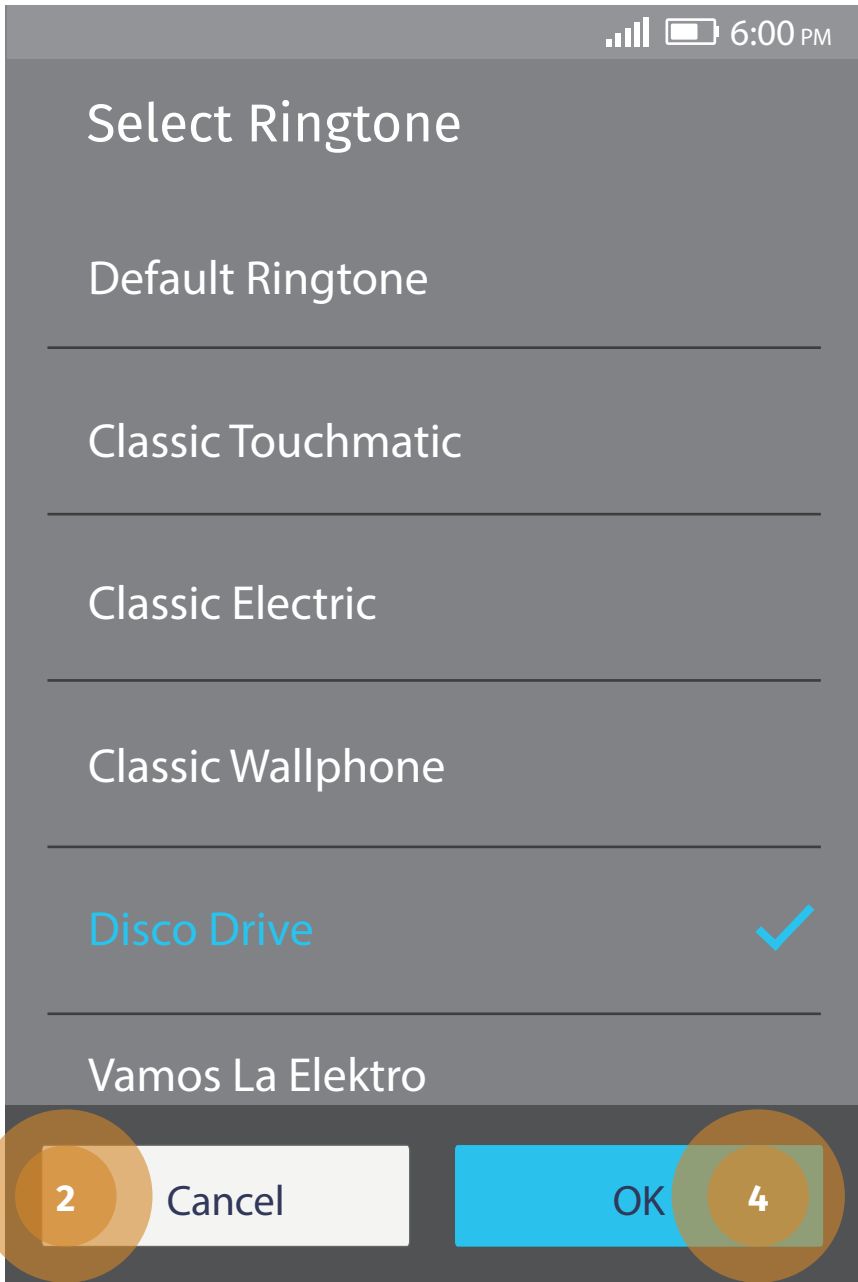 6:00 PM
Select Ringtone
Default Ringtone
Classic Touchmatic
Classic Electric
Classic Wallphone
Disco Drive
Vamos La Elektro
2 Cancel OK 4